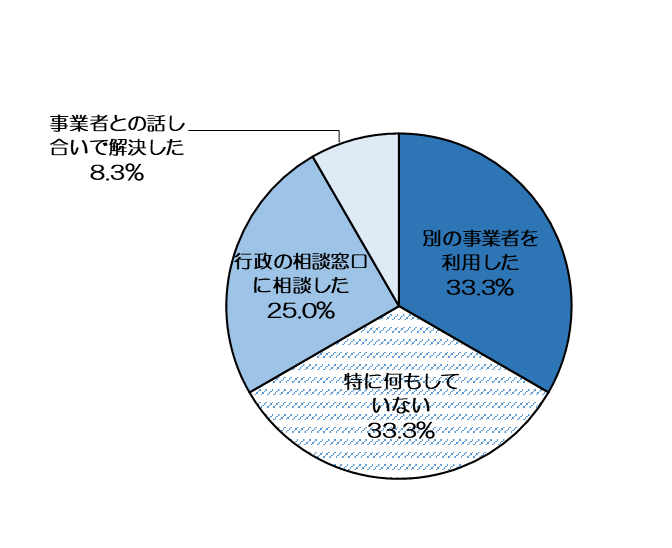 事業者との話し
合いで解決した
8.3%
別の事業者を
利用した
33.3%
行政の相談窓口
に相談した
25.0%
特に何もして
いない
33.3%